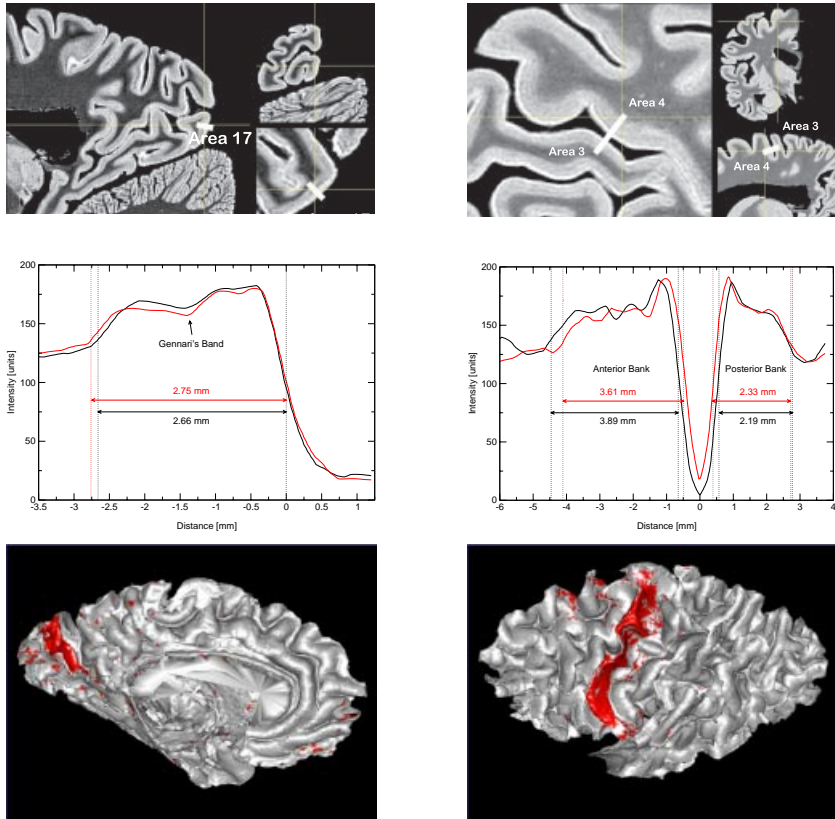 Area 17
Area 4
Area 3
Area 3
Area 4
200
150
100
50
0
Intensity [units]
Gennari's Band
2.75 mm
2.66 mm
-3.5 -3 -2.5 -2 -1.5 -1 -0.5 0 0.5 1
Distance [mm]
200
150
100
50
0
Intensity [units]
Anterior Bank Posterior Bank
3.61 mm 2.33 mm
3.89 mm 2.19 mm
-6 -5 -4 -3 -2 -1 0 1 2 3 4
Distance [mm]